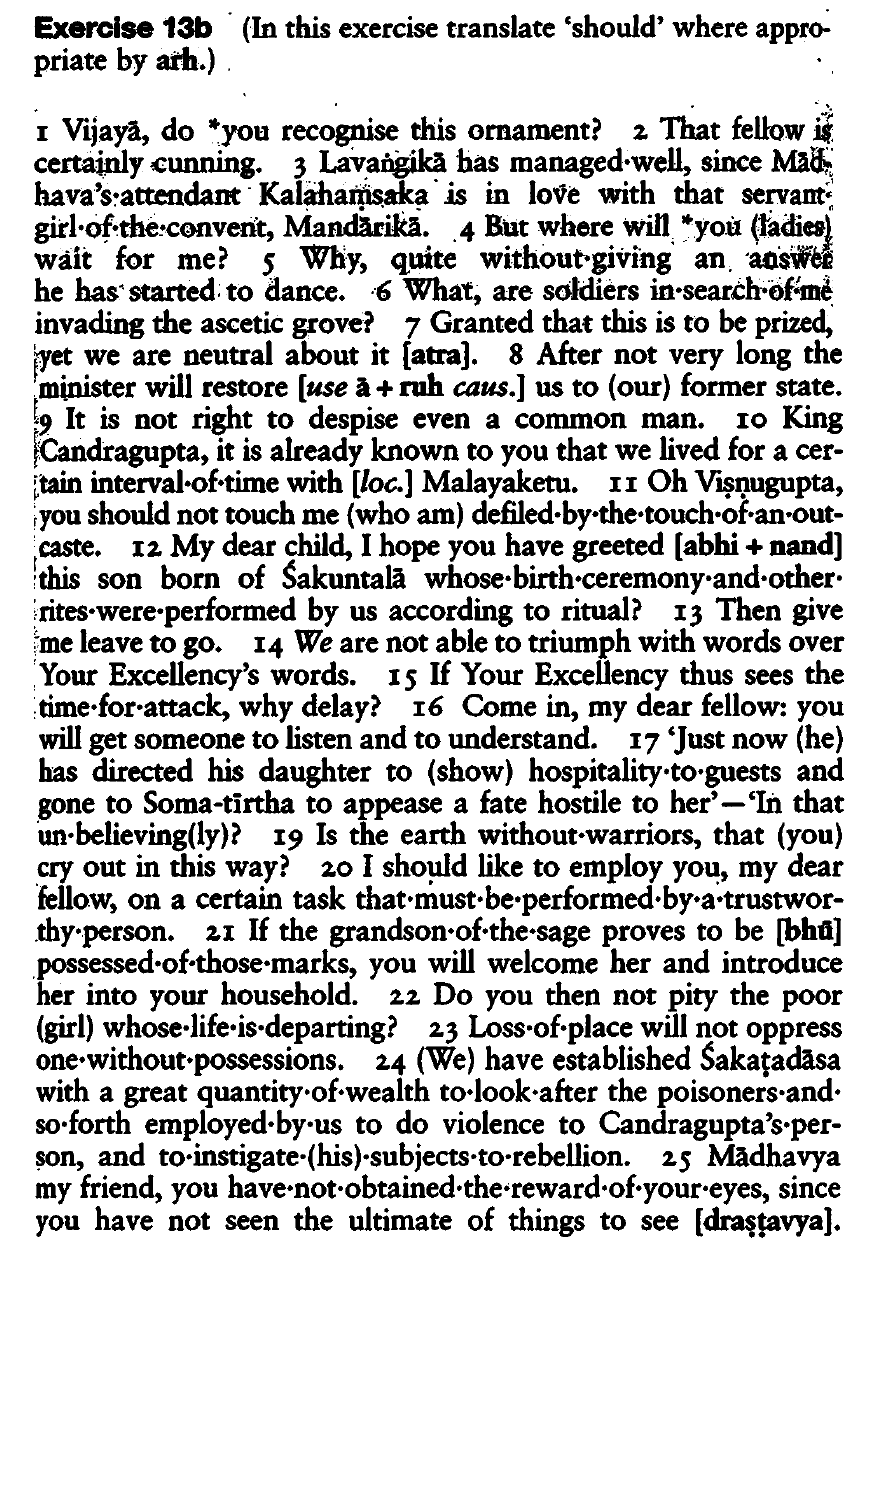 Exercise 13b (In this exercise translate ‘should’ where appro-
priate by arh.)
1 Vijayā, do *you recognise this ornament? 2 That fellow is
certainly cunning. 3 Lavaṅgikā has managed·well, since Mād-
hava's·attendant Kalahaṃsaka is in love with that servant·
girl·of·the·convent, Mandārikā. 4 But where will *you (ladies)
wait for me? 5 Why, quite without·giving an answer
he has started to dance. 6 What, are soldiers in·search·of·me
invading the ascetic grove? 7 Granted that this is to be prized,
yet we are neutral about it [atra]. 8 After not very long the
minister will restore [use ā + ruh caus.] us to (our) former state.
9 It is not right to despise even a common man. 10 King
Candragupta, it is already known to you that we lived for a cer-
tain interval·of·time with [loc.] Malayaketu. 11 Oh Viṣṇugupta,
you should not touch me (who am) defiled·by·the·touch·of·an·out-
caste. 12 My dear child, I hope you have greeted [abhi + nand]
this son born of Śakuntalā whose·birth·ceremony·and·other·
rites·were·performed by us according to ritual? 13 Then give
me leave to go. 14 We are not able to triumph with words over
Your Excellency's words. 15 If Your Excellency thus sees the
time·for·attack, why delay? 16 Come in, my dear fellow: you
will get someone to listen and to understand. 17 ‘Just now (he)
has directed his daughter to (show) hospitality·to·guests and
gone to Soma-tīrtha to appease a fate hostile to her’—‘In that
un·believing(ly)? 19 Is the earth without·warriors, that (you)
cry out in this way? 20 I should like to employ you, my dear
fellow, on a certain task that·must·be·performed·by·a·trustwor-
thy·person. 21 If the grandson·of·the·sage proves to be [bhū]
possessed·of·those·marks, you will welcome her and introduce
her into your household. 22 Do you then not pity the poor
(girl) whose·life·is·departing? 23 Loss·of·place will not oppress
one·without·possessions. 24 (We) have established Śakaṭadāsa
with a great quantity·of·wealth to·look·after the poisoners·and·
so·forth employed·by·us to do violence to Candragupta's·per-
son, and to·instigate·(his)·subjects·to·rebellion. 25 Mādhavya
my friend, you have·not·obtained·the·reward·of·your·eyes, since
you have not seen the ultimate of things to see [draṣṭavya].